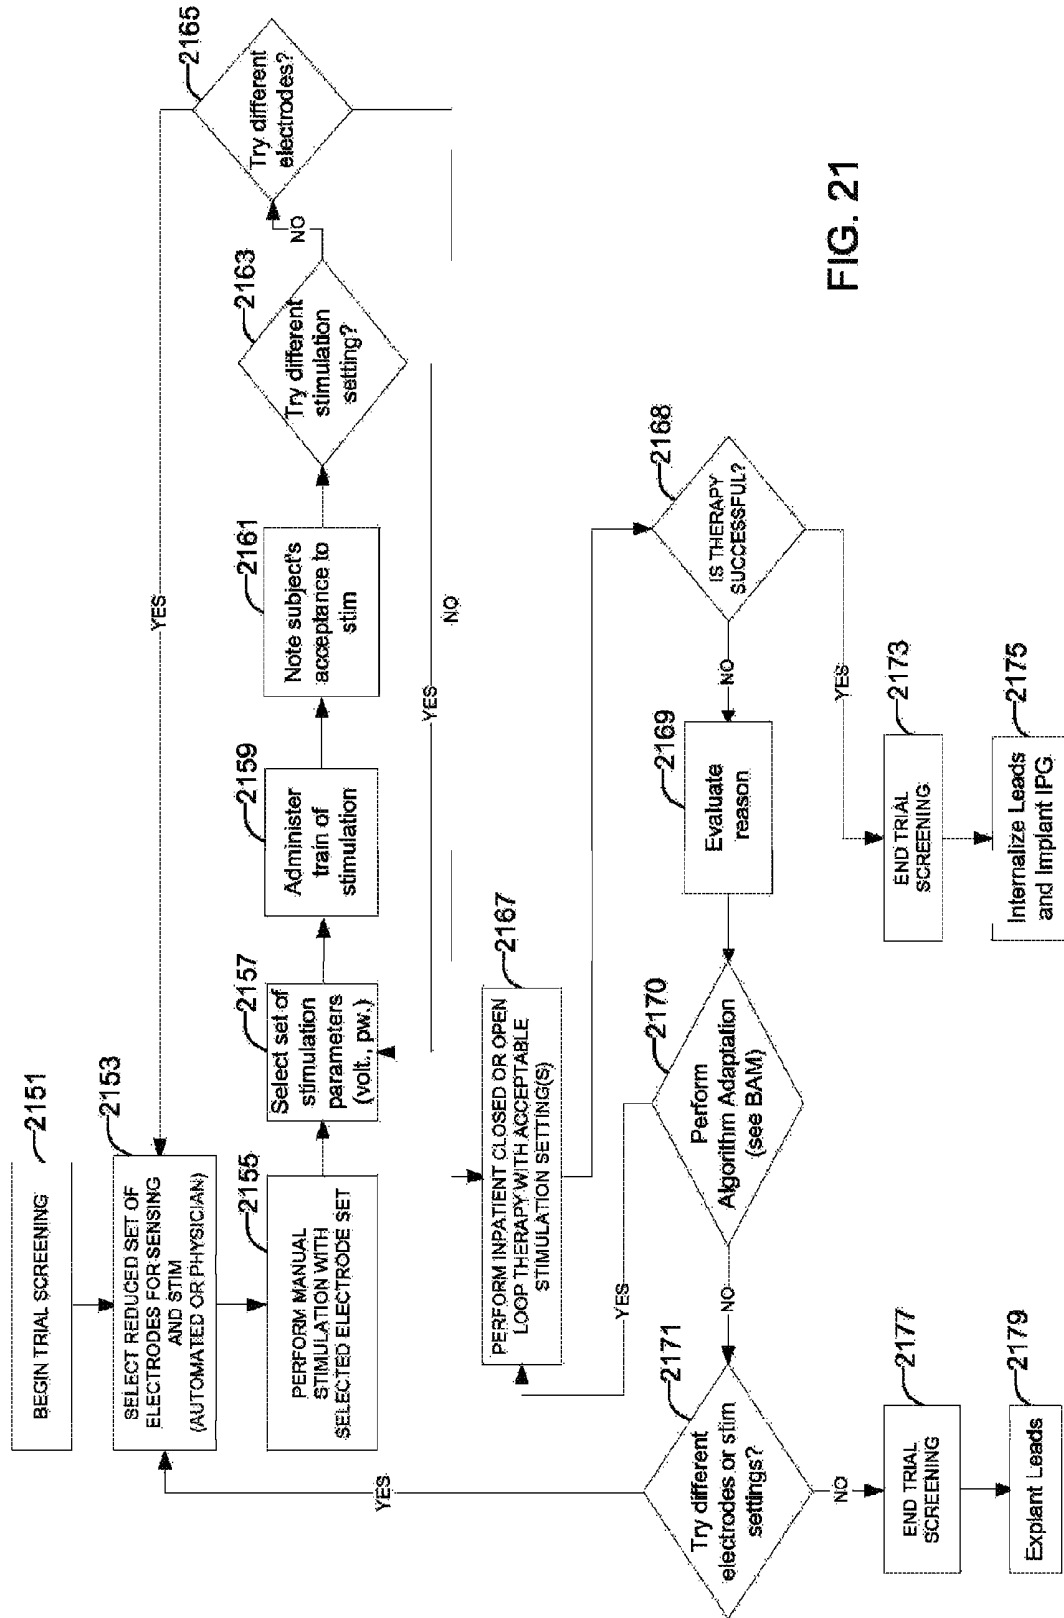 BEGIN TRIAL SCREENING
2151
SELECT REDUCED SET OF
ELECTRODES FOR SENSING
AND STIM
(AUTOMATED OR PHYSICIAN)
2153
PERFORM MANUAL
STIMULATION WITH
SELECTED ELECTRODE SET
2155
Select set of
stimulation
parameters
(volt., pw.)
2157
Administer
train of
stimulation
2159
Note subject's
acceptance to
stim
2161
Try different
stimulation
setting?
2163
NO
Try different
electrodes?
2165
YES
YES
NO
PERFORM INPATIENT CLOSED OR OPEN
LOOP THERAPY WITH ACCEPTABLE
STIMULATION SETTING(S)
2167
IS THERAPY
SUCCESSFUL?
2168
NO
Evaluate
reason
2169
Perform
Algorithm Adaptation
(see BAM)
2170
YES
NO
Try different
electrodes or stim
settings?
2171
YES
NO
YES
END TRIAL
SCREENING
2173
Internalize Leads
and Implant IPG
2175
END TRIAL
SCREENING
2177
Explant Leads
2179
FIG. 21